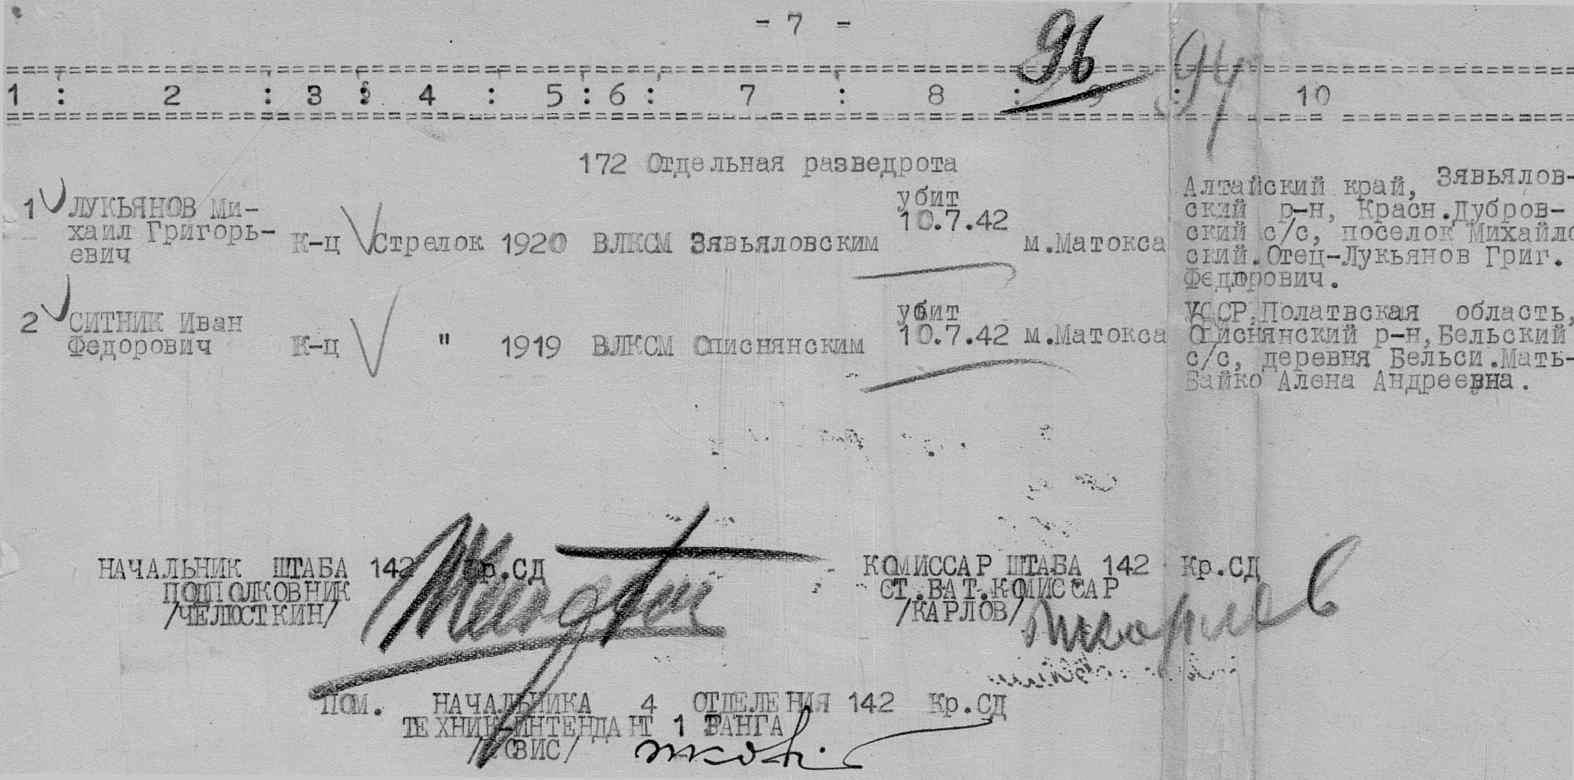 - 7 -
96 94
1 : 2 : 3 : 4 : 5 : 6 : 7 : 8 : 9 : 10
172 Отдельная разведрота
1 ЛУКЬЯНОВ Ми-
хаил Григорь-
евич
К-ц Стрелок 1920 ВЛКСМ Зявьяловским
убит
10.7.42
м.Матокса
Алтайский край, Зявьялов-
ский р-н, Красн.Дубров-
ский с/с, поселок Михайло
ский.Отец-Лукьянов Григ.
Федорович.
2 СИТНИК Иван
Федорович
К-ц " 1919 ВЛКСМ Описнянским
убит
10.7.42 м.Матокса
УССР,Полатвская область,
Описнянский р-н,Бельский
с/с, деревня Бельси.Мать-
Байко Алена Андреевна.
НАЧАЛЬНИК ШТАБА 142 Кр.СД
ПОДПОЛКОВНИК
/ЧЕЛЮСТКИН/
КОМИССАР ШТАБА 142 Кр.СД
СТ.БАТ.КОМИССАР
/КАРЛОВ/
ПОМ. НАЧАЛЬНИКА 4 ОТДЕЛЕНИЯ 142 Кр.СД
ТЕХНИК-ИНТЕНДАНТ 1 РАНГА